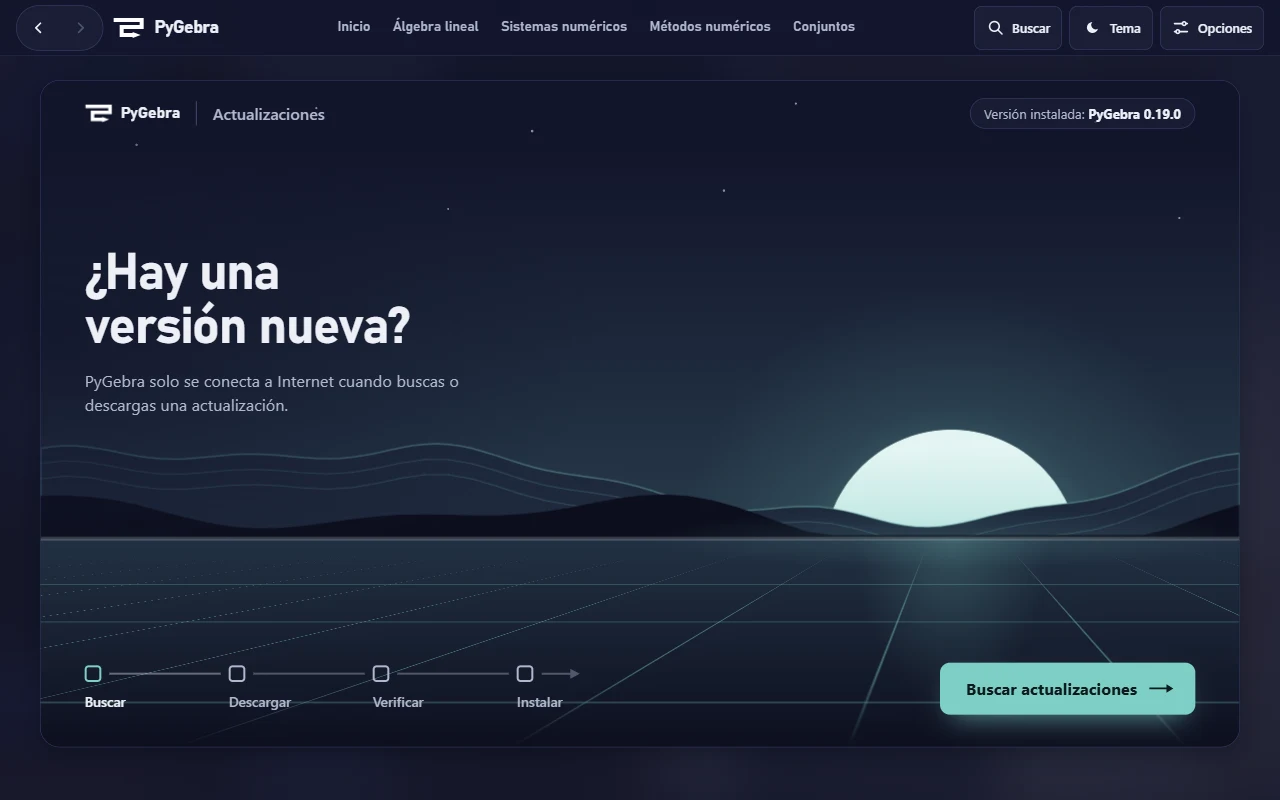 PyGebra
Inicio
Álgebra lineal
Sistemas numéricos
Métodos numéricos
Conjuntos
Buscar
Tema
Opciones
PyGebra
Actualizaciones
Versión instalada: PyGebra 0.19.0
¿Hay una
versión nueva?
PyGebra solo se conecta a Internet cuando buscas o
descargas una actualización.
Buscar
Descargar
Verificar
Instalar
Buscar actualizaciones